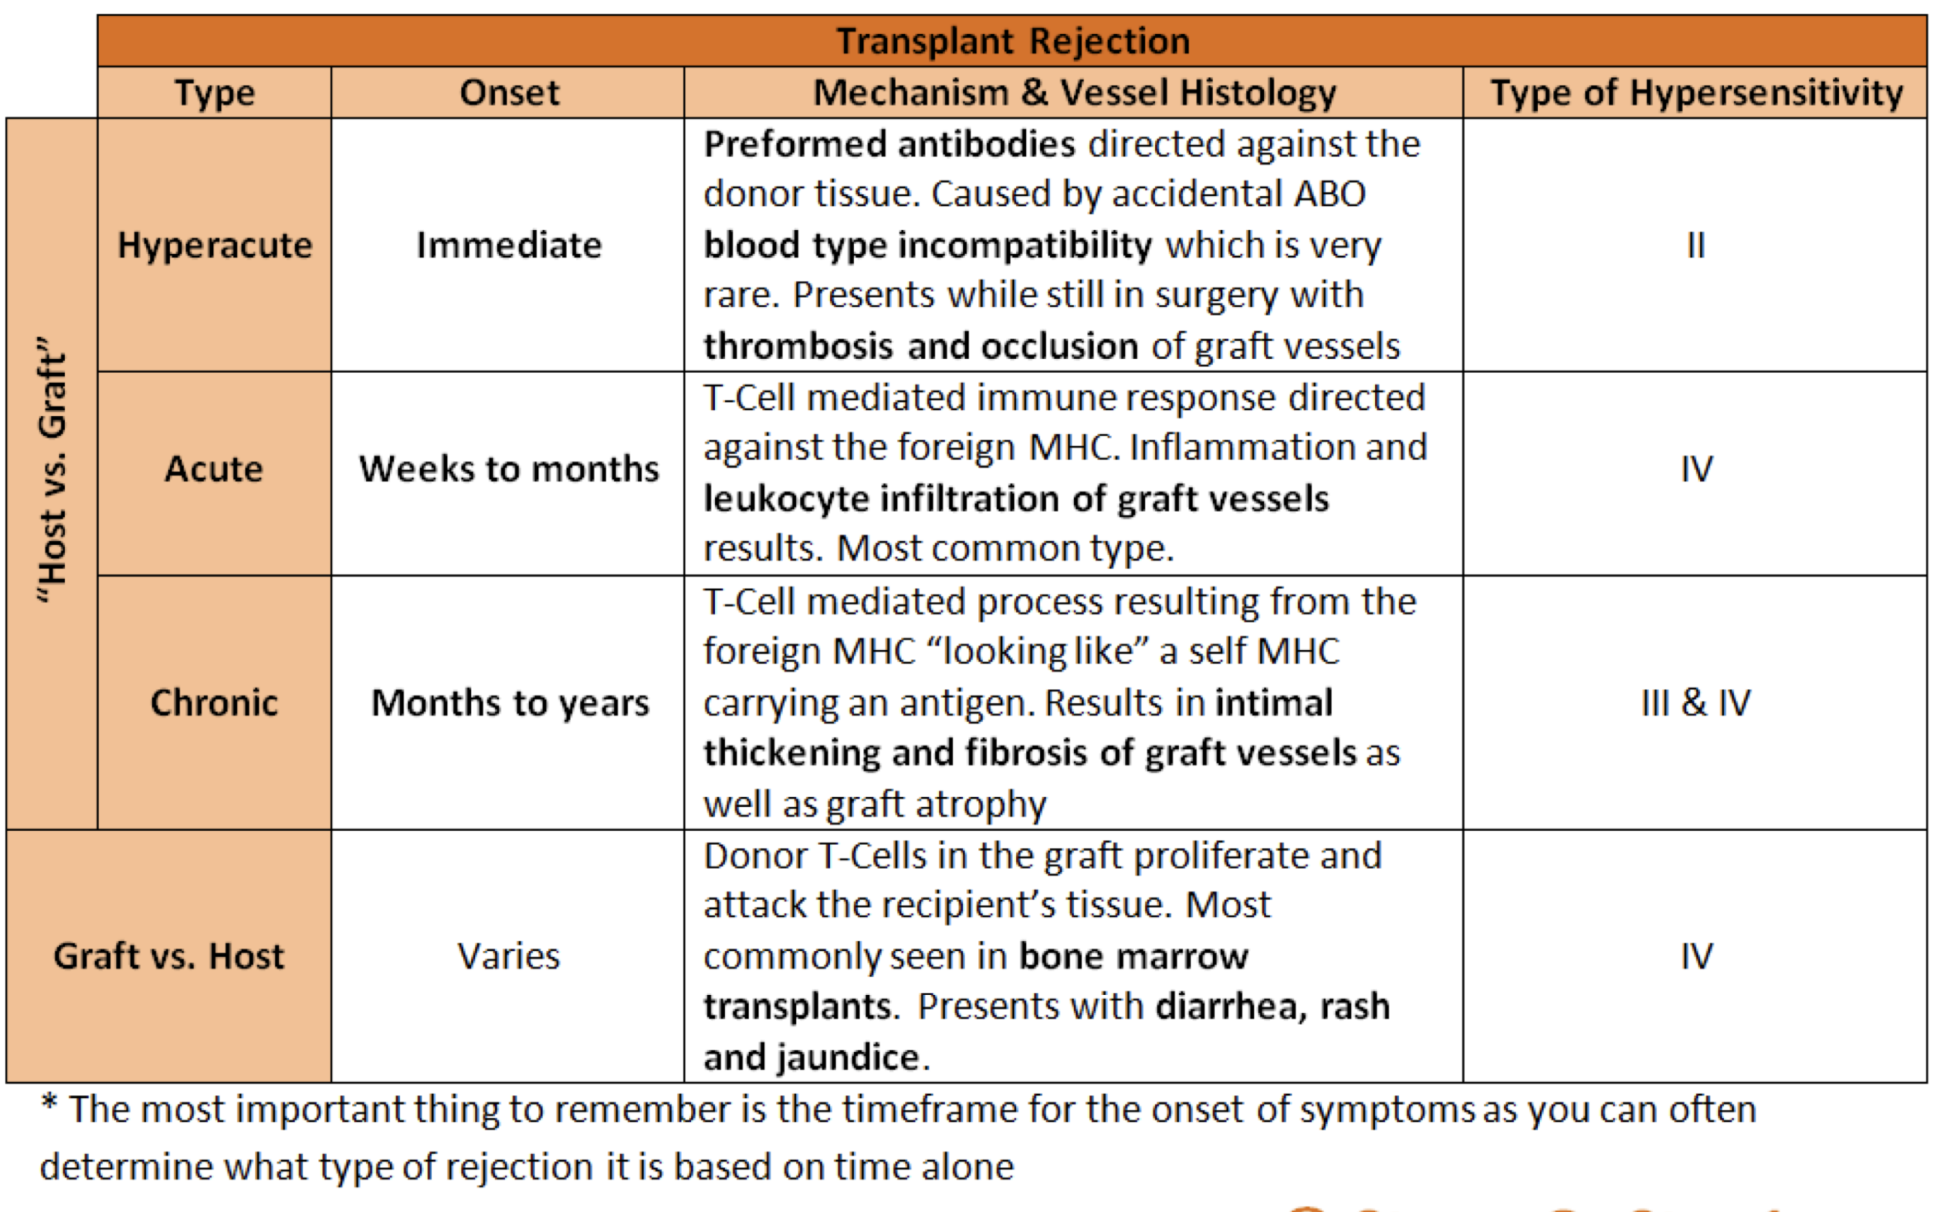 Transplant Rejection
Type
Onset
Mechanism & Vessel Histology
Type of Hypersensitivity
“Host vs. Graft”
Hyperacute
Immediate
Preformed antibodies directed against the
donor tissue. Caused by accidental ABO
blood type incompatibility which is very
rare. Presents while still in surgery with
thrombosis and occlusion of graft vessels
II
Acute
Weeks to months
T-Cell mediated immune response directed
against the foreign MHC. Inflammation and
leukocyte infiltration of graft vessels
results. Most common type.
IV
Chronic
Months to years
T-Cell mediated process resulting from the
foreign MHC “looking like” a self MHC
carrying an antigen. Results in intimal
thickening and fibrosis of graft vessels as
well as graft atrophy
III & IV
Graft vs. Host
Varies
Donor T-Cells in the graft proliferate and
attack the recipient’s tissue. Most
commonly seen in bone marrow
transplants. Presents with diarrhea, rash
and jaundice.
IV
* The most important thing to remember is the timeframe for the onset of symptoms as you can often
determine what type of rejection it is based on time alone